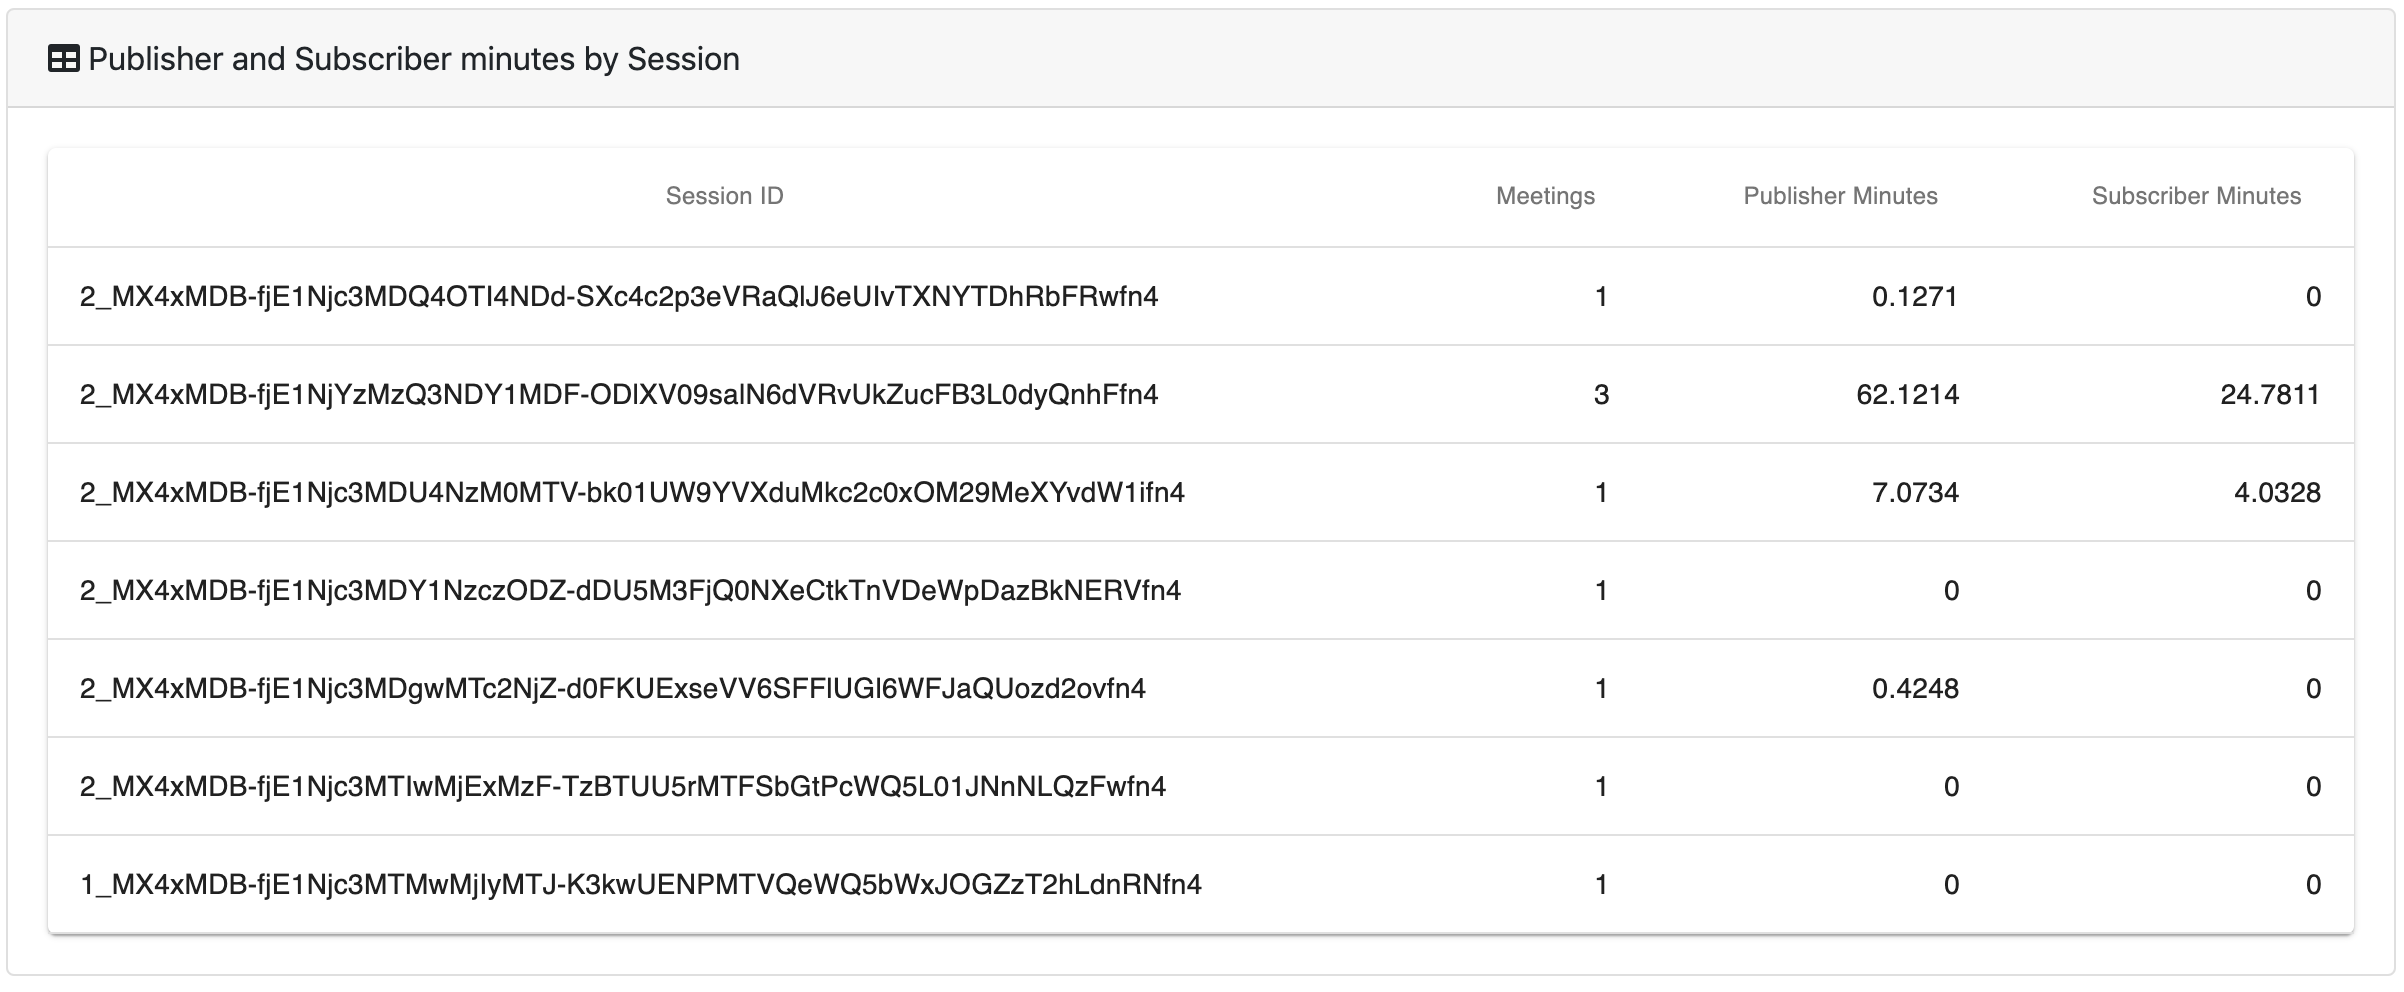 Publisher and Subscriber minutes by Session
Session ID Meetings Publisher Minutes Subscriber Minutes
2_MX4xMDB-fjE1Njc3MDQ4OTI4NDd-SXc4c2p3eVRaQlJ6eUIvTXNYTDhRbFRwfn4 1 0.1271 0
2_MX4xMDB-fjE1NjYzMzQ3NDY1MDF-ODlXV09salN6dVRvUkZucFB3L0dyQnhFfn4 3 62.1214 24.7811
2_MX4xMDB-fjE1Njc3MDU4NzM0MTV-bk01UW9YVXduMkc2c0xOM29MeXYvdW1ifn4 1 7.0734 4.0328
2_MX4xMDB-fjE1Njc3MDY1NzczODZ-dDU5M3FjQ0NXeCtkTnVDeWpDazBkNERVfn4 1 0 0
2_MX4xMDB-fjE1Njc3MDgwMTc2NjZ-d0FKUExseVV6SFFlUGl6WFJaQUozd2ovfn4 1 0.4248 0
2_MX4xMDB-fjE1Njc3MTIwMjExMzF-TzBTUU5rMTFSbGtPcWQ5L01JNnNLQzFwfn4 1 0 0
1_MX4xMDB-fjE1Njc3MTMwMjIyMTJ-K3kwUENPMTVQeWQ5bWxJOGZzT2hLdnRNfn4 1 0 0